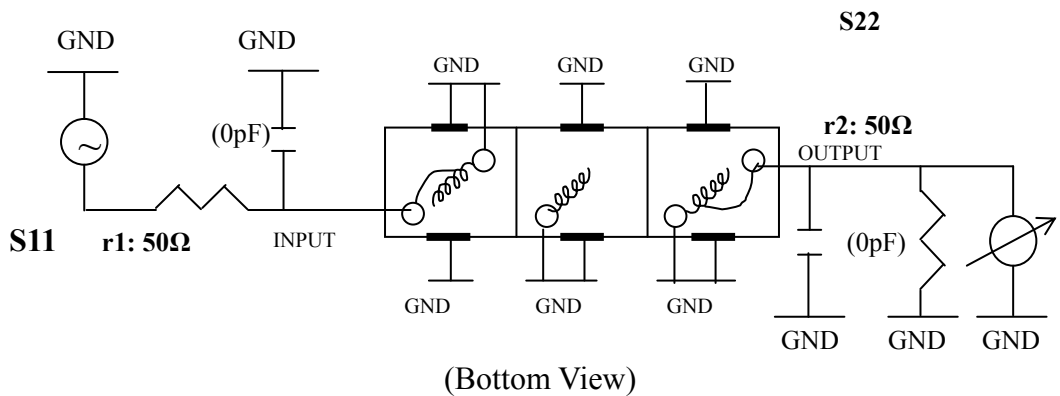 S22
GND
GND
GND
GND
GND
(0pF)
r2: 50Ω
OUTPUT
S11
r1: 50Ω
INPUT
(0pF)
GND
GND
GND
GND
GND
GND
(Bottom View)